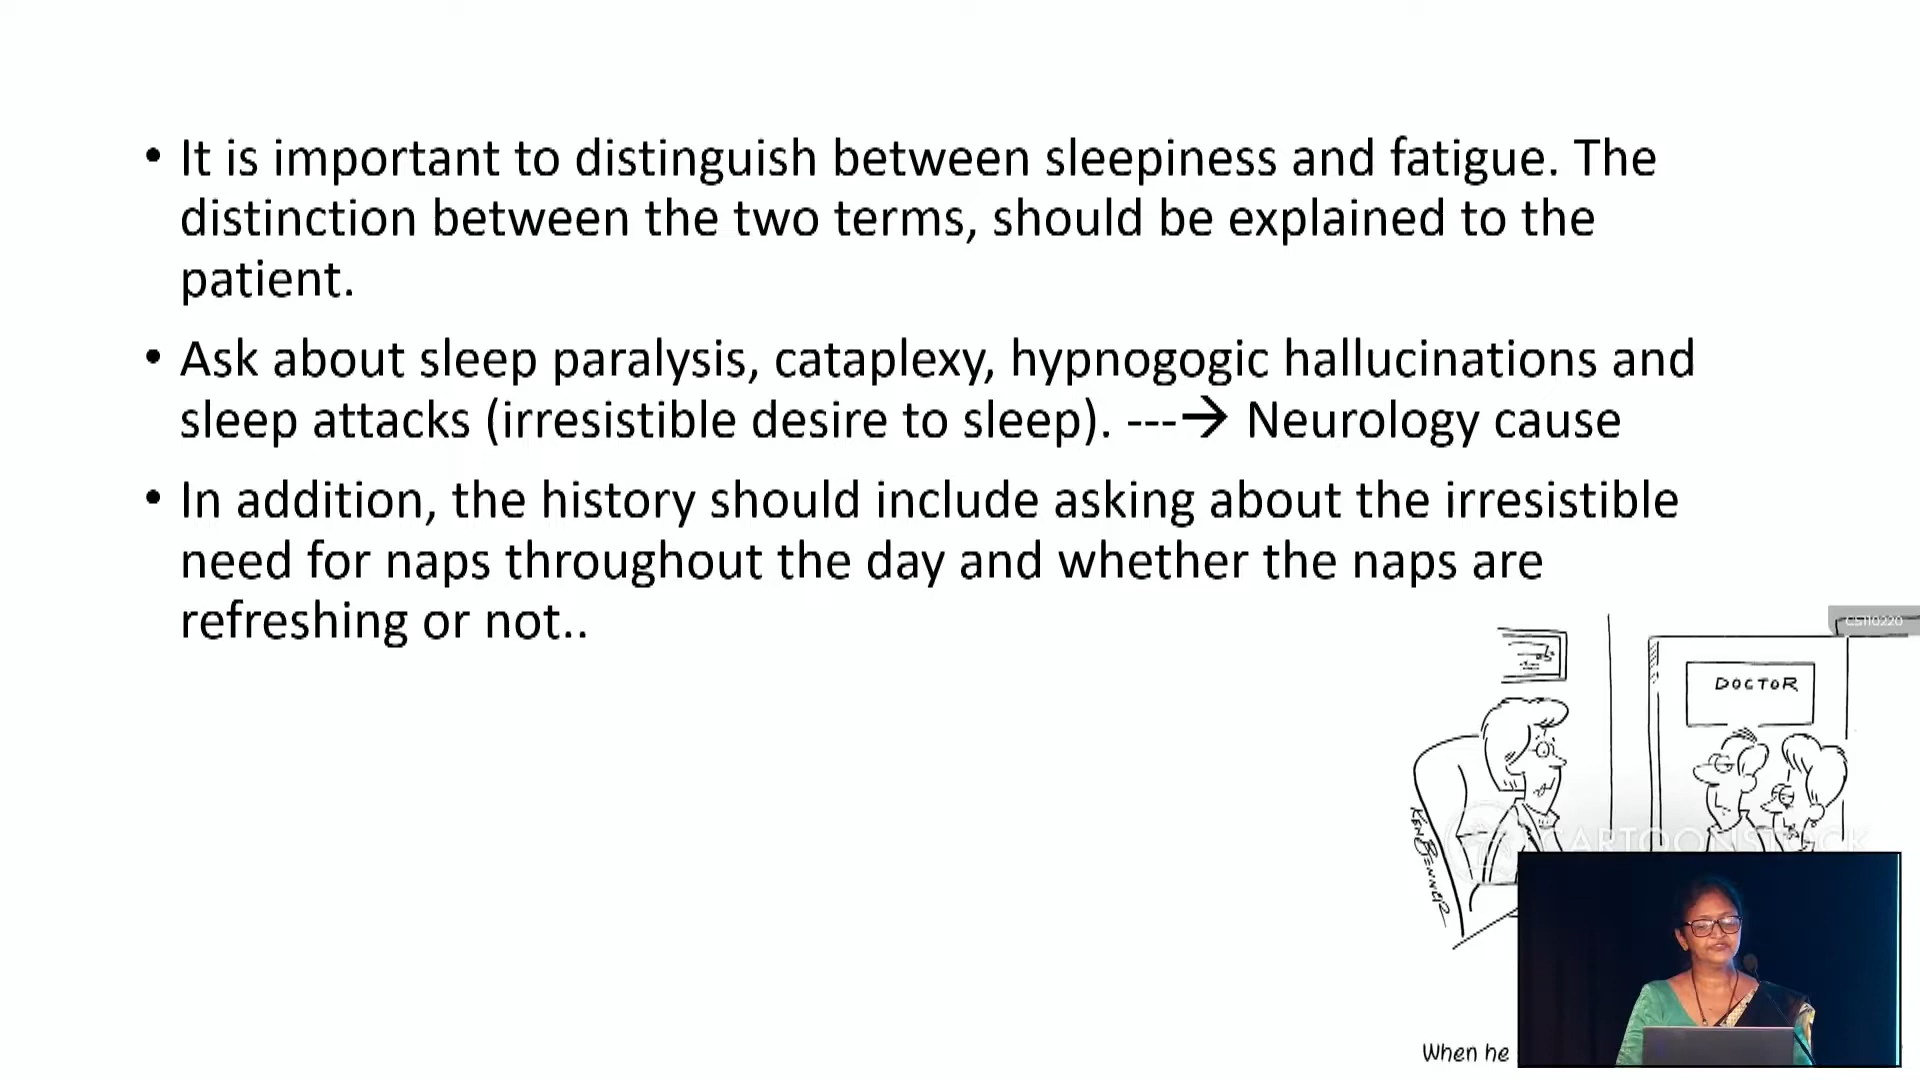 • It is important to distinguish between sleepiness and fatigue. The
distinction between the two terms, should be explained to the
patient.
• Ask about sleep paralysis, cataplexy, hypnogogic hallucinations and
sleep attacks (irresistible desire to sleep). ---→ Neurology cause
• In addition, the history should include asking about the irresistible
need for naps throughout the day and whether the naps are
refreshing or not..
CS110220
DOCTOR
CARTOONSTOCK
KEN BENNER
When he